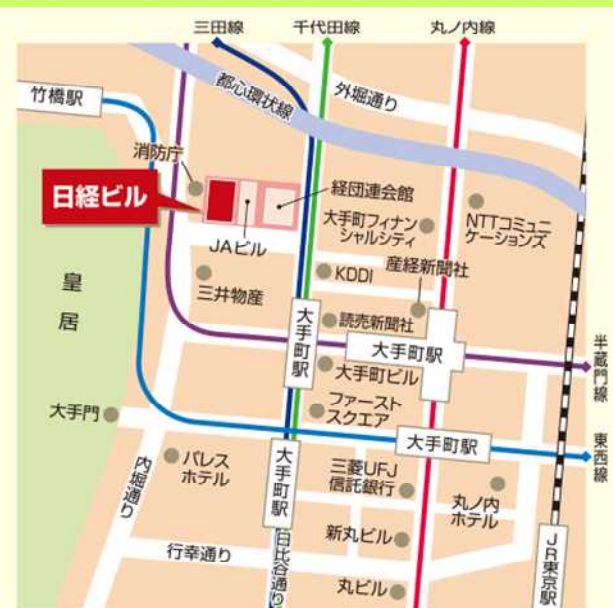 三田線
千代田線
丸ノ内線
竹橋駅
都心環状線
外堀通り
消防庁
日経ビル
経団連会館
JAビル
大手町フィナン
シャルシティ
NTTコミュニ
ケーションズ
KDDI
産経新聞社
三井物産
皇居
大手町駅
読売新聞社
大手町駅
半蔵門線
大手町ビル
ファースト
スクエア
大手門
大手町駅
東西線
内堀通り
パレス
ホテル
大手町駅
三菱UFJ
信託銀行
丸ノ内
ホテル
新丸ビル
行幸通り
日比谷通り
丸ビル
JR東京駅